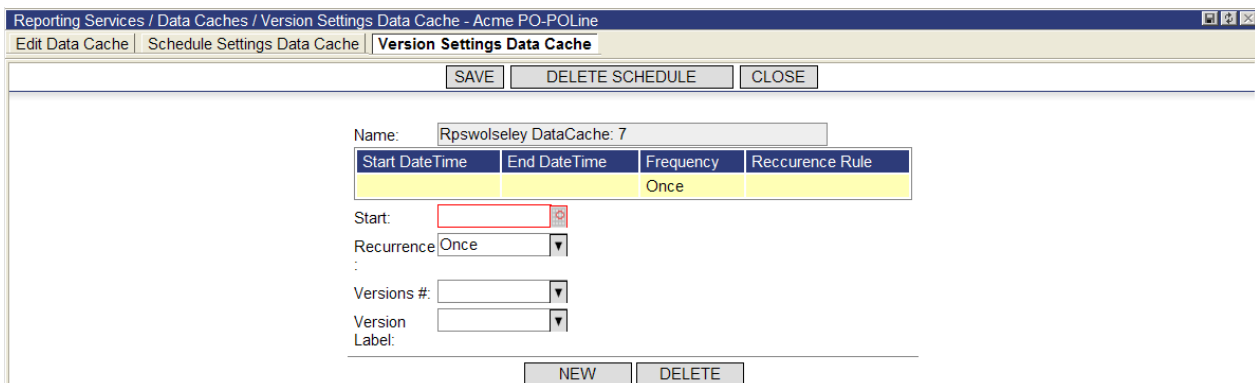 Reporting Services / Data Caches / Version Settings Data Cache - Acme PO-POLine
Edit Data Cache Schedule Settings Data Cache Version Settings Data Cache
SAVE DELETE SCHEDULE CLOSE
Name: Rpswolseley DataCache: 7
Start DateTime End DateTime Frequency Reccurence Rule
Once
Start:
Recurrence Once
:
Versions #:
Version
Label:
NEW DELETE